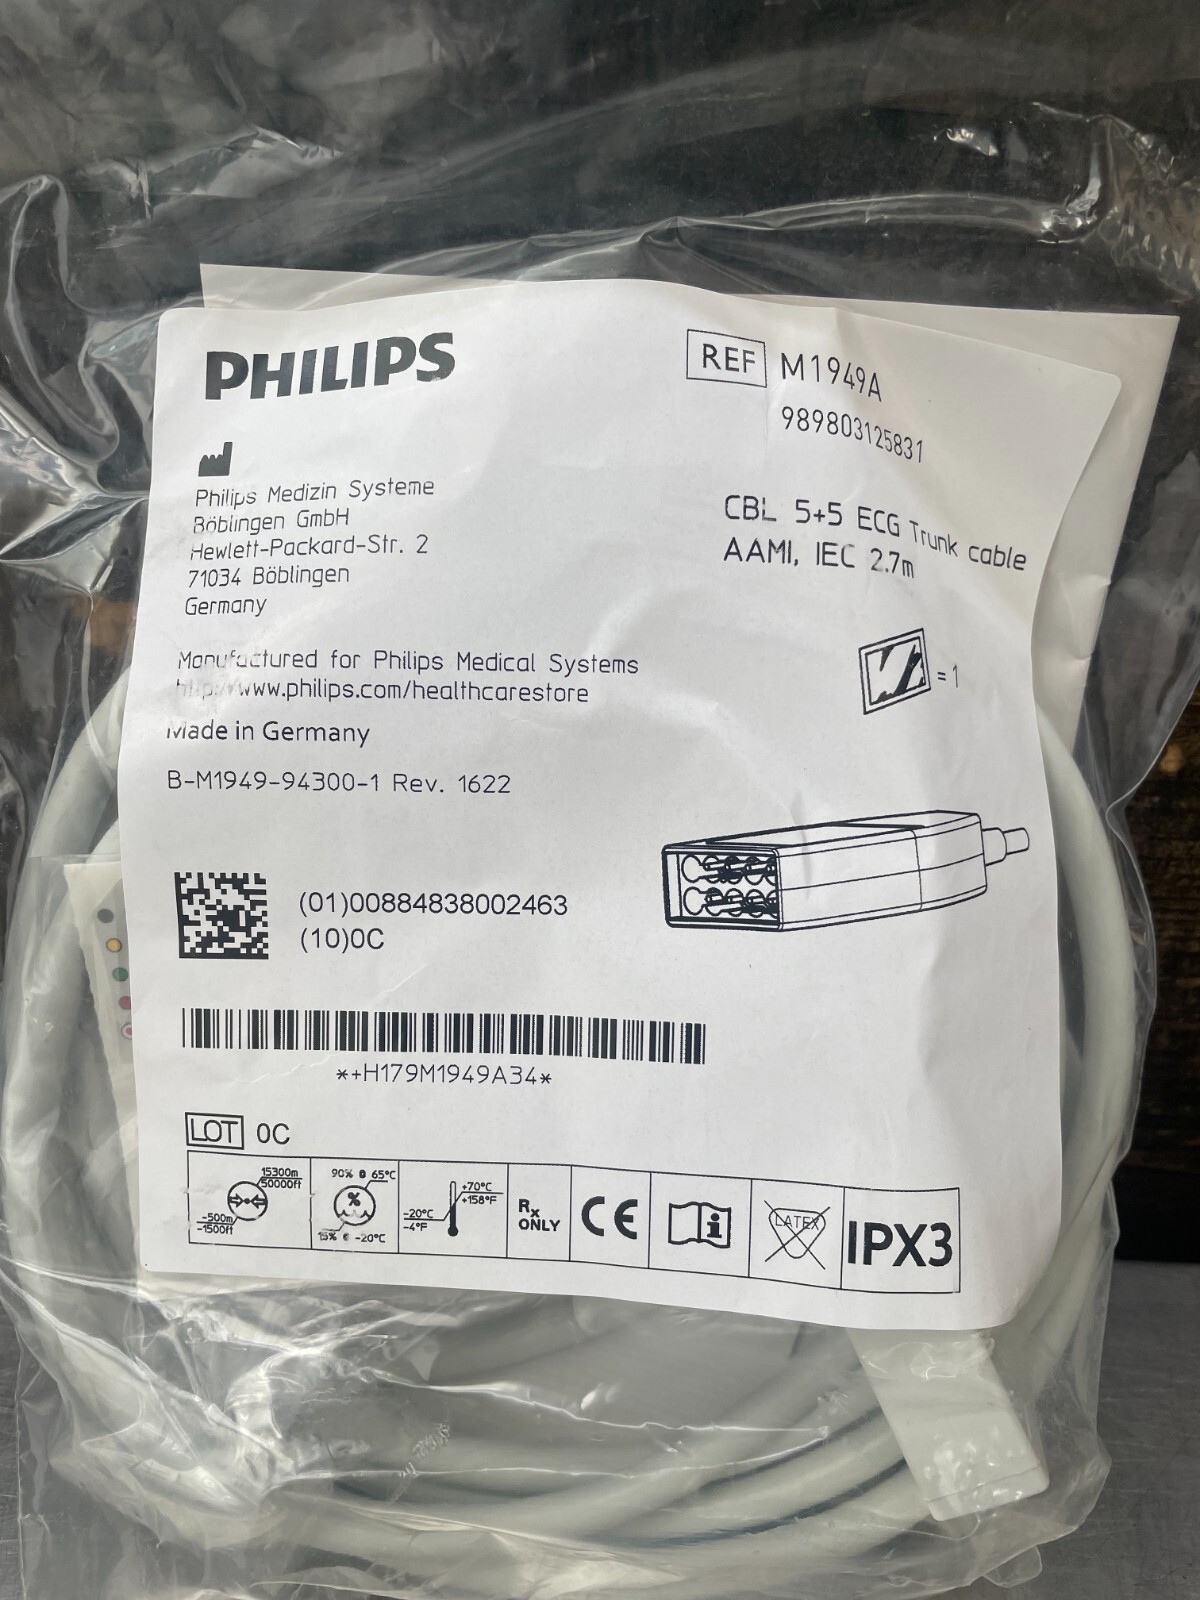 PHILIPS
REF M1949A
989803125831
Philips Medizin Systeme
Böblingen GmbH
Hewlett-Packard-Str. 2
71034 Böblingen
Germany
CBL 5+5 ECG Trunk cable
AAMI, IEC 2.7m
=1
Manufactured for Philips Medical Systems
http://www.philips.com/healthcarestore
Made in Germany
B-M1949-94300-1 Rev. 1622
(01)00884838002463
(10)0C
*+H179M1949A34*
LOT 0C
15300m
50000ft
-500m
-1500ft
90% @ 65°C
%
15% @ -20°C
+70°C
+158°F
-20°C
-4°F
Rx
ONLY
CE
i
LATEX
IPX3